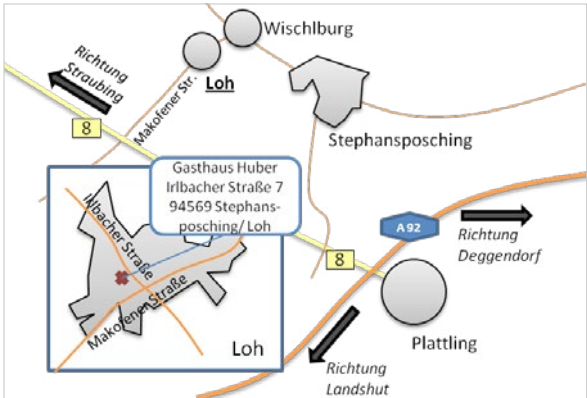 Wischlburg
Richtung
Straubing
Loh
Makofener Str.
8
Stephansposching
Gasthaus Huber
Irlbacher Straße 7
94569 Stephans-
posching/ Loh
A 92
Richtung
Deggendorf
8
Irlbacher Straße
Makofener Straße
Loh
Plattling
Richtung
Landshut